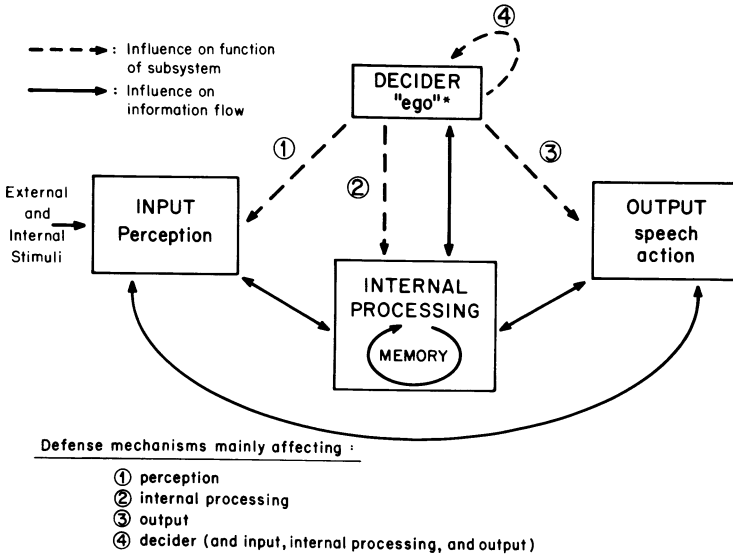 ④
: Influence on function
of subsystem
: Influence on
information flow
DECIDER
"ego"*
①
②
③
External
and
Internal
Stimuli
INPUT
Perception
OUTPUT
speech
action
INTERNAL
PROCESSING
MEMORY
Defense mechanisms mainly affecting :
① perception
② internal processing
③ output
④ decider (and input, internal processing, and output)